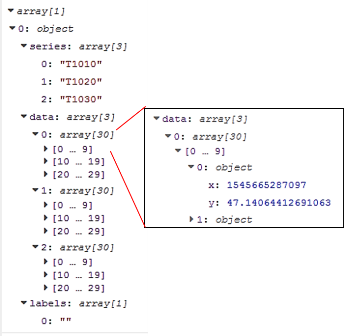 array[1]
0: object
series: array[3]
0: "T1010"
1: "T1020"
2: "T1030"
data: array[3]
0: array[30]
[0 … 9]
[10 … 19]
[20 … 29]
1: array[30]
[0 … 9]
[10 … 19]
[20 … 29]
2: array[30]
[0 … 9]
[10 … 19]
[20 … 29]
labels: array[1]
0: ""
data: array[3]
0: array[30]
[0 … 9]
0: object
x: 1545665287097
y: 47.14064412691063
1: object